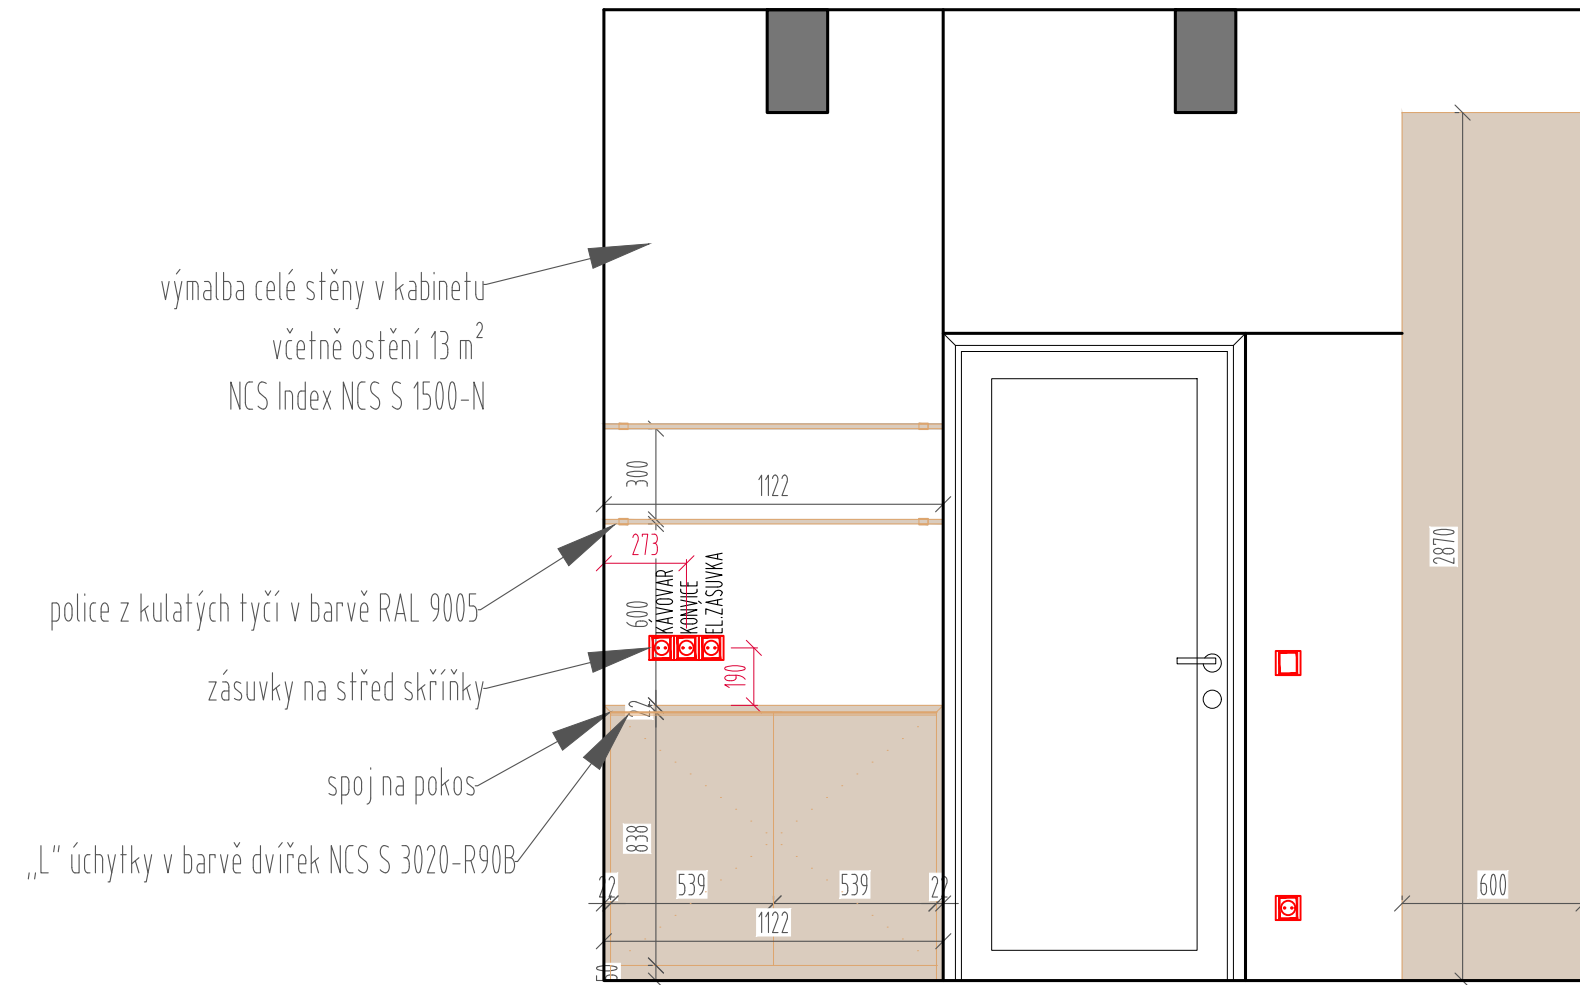 výmalba celé stěny v kabinetu
včetně ostění 13 m²
NCS Index NCS S 1500-N
300
1122
273
police z kulatých tyčí v barvě RAL 9005
600
KÁVOVAR
KONVICE
EL.ZÁSUVKA
2870
zásuvky na střed skříňky
190
22
spoj na pokos
838
„L" úchytky v barvě dvířek NCS S 3020-R90B
22
539
539
22
600
1122
50